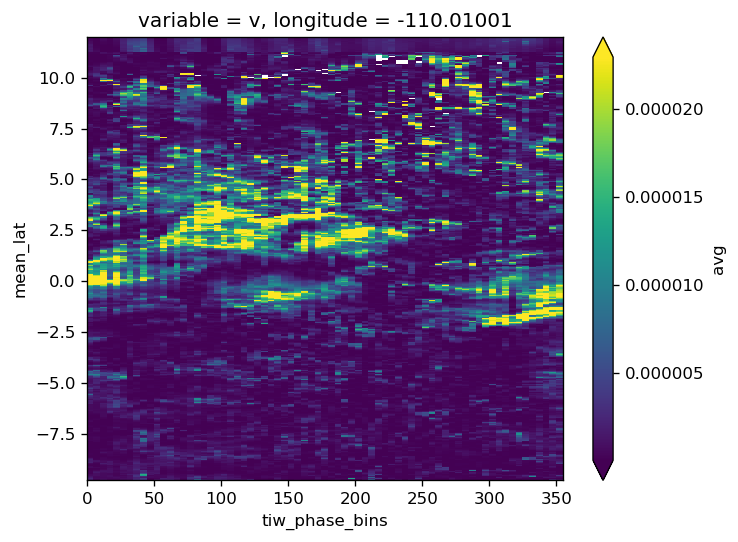 variable = v, longitude = -110.01001
10.0
7.5
5.0
2.5
0.0
−2.5
−5.0
−7.5
mean_lat
0 50 100 150 200 250 300 350
tiw_phase_bins
0.000020
0.000015
0.000010
0.000005
avg